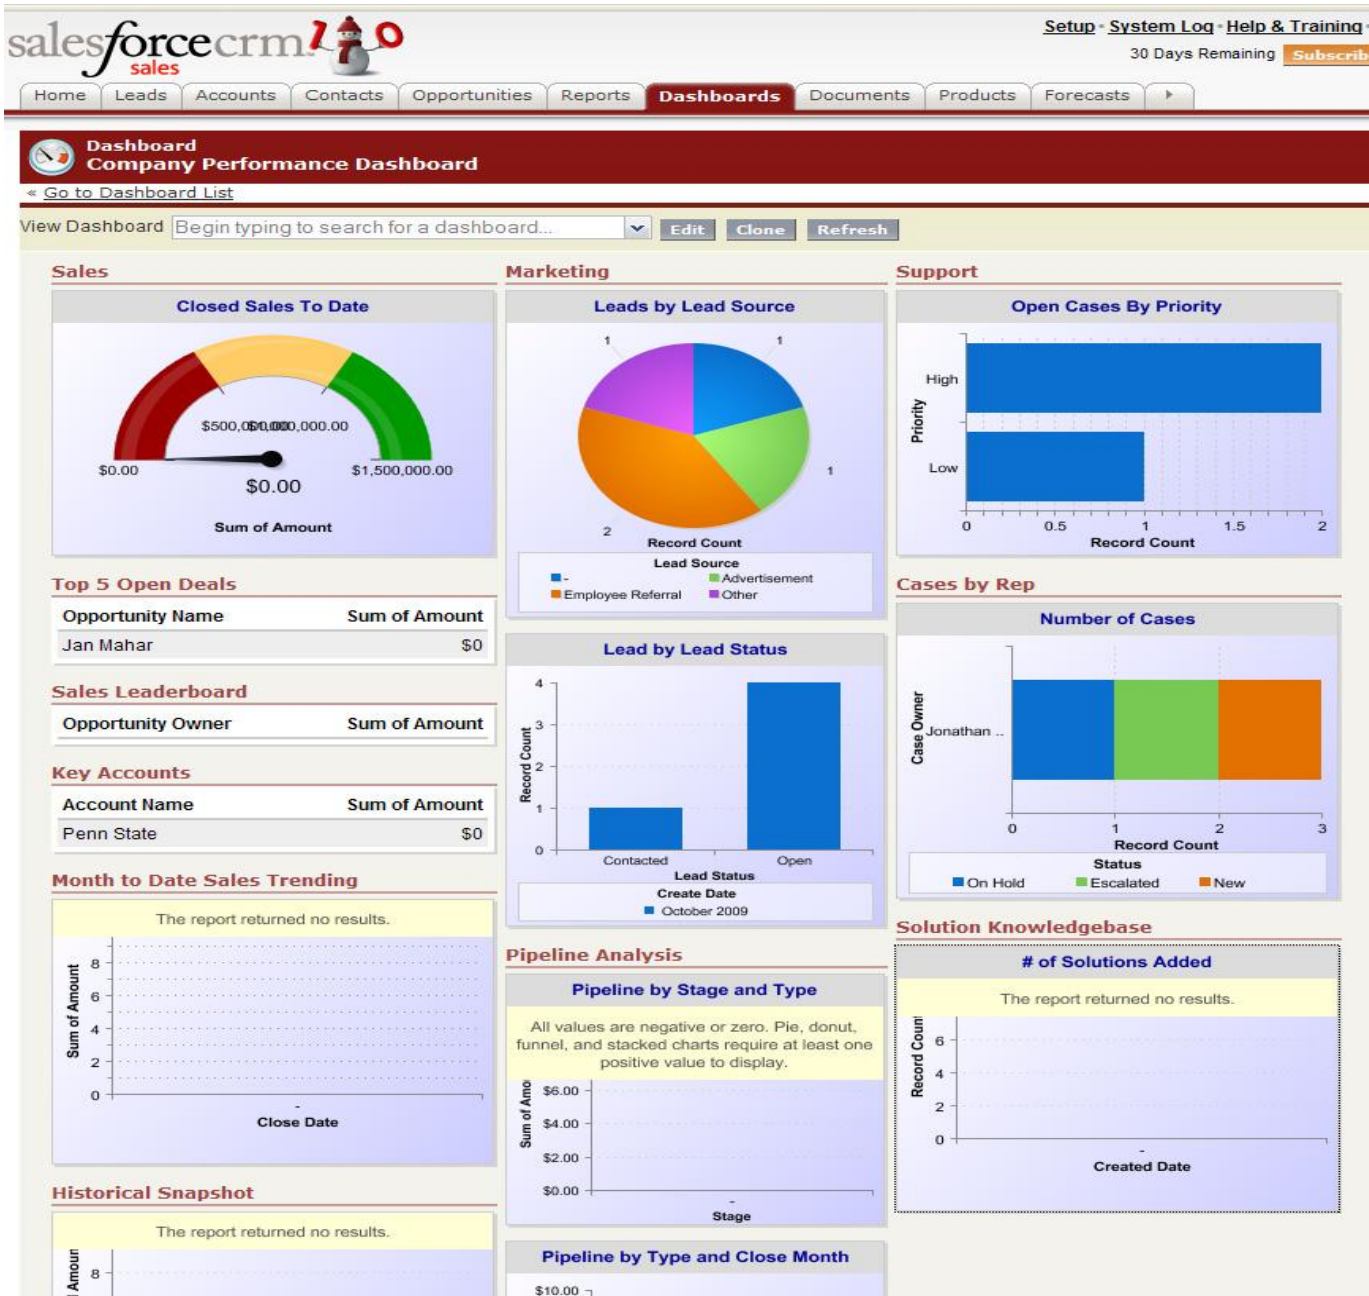 salesforcecrm 10
sales
Setup · System Log · Help & Training ·
30 Days Remaining Subscrib
Home Leads Accounts Contacts Opportunities Reports Dashboards Documents Products Forecasts
Dashboard
Company Performance Dashboard
« Go to Dashboard List
View Dashboard Begin typing to search for a dashboard... Edit Clone Refresh
Sales
Closed Sales To Date
$0.00
$1,500,000.00
$0.00
Sum of Amount
Top 5 Open Deals
Opportunity Name Sum of Amount
Jan Mahar $0
Sales Leaderboard
Opportunity Owner Sum of Amount
Key Accounts
Account Name Sum of Amount
Penn State $0
Month to Date Sales Trending
The report returned no results.
8
6
4
2
0
-
Sum of Amount
Close Date
Historical Snapshot
The report returned no results.
8
Amoun
Marketing
Leads by Lead Source
1 1
1
2
Record Count
Lead Source
- Advertisement
Employee Referral Other
Lead by Lead Status
4
3
2
1
0
Record Count
Contacted Open
Lead Status
Create Date
October 2009
Pipeline Analysis
Pipeline by Stage and Type
All values are negative or zero. Pie, donut,
funnel, and stacked charts require at least one
positive value to display.
$6.00
$4.00
$2.00
$0.00
Sum of Amo
-
Stage
Pipeline by Type and Close Month
$10.00
Support
Open Cases By Priority
High
Low
Priority
0 0.5 1 1.5 2
Record Count
Cases by Rep
Number of Cases
Case Owner
Jonathan ..
0 1 2 3
Record Count
Status
On Hold Escalated New
Solution Knowledgebase
# of Solutions Added
The report returned no results.
6
4
2
0
Record Count
-
Created Date